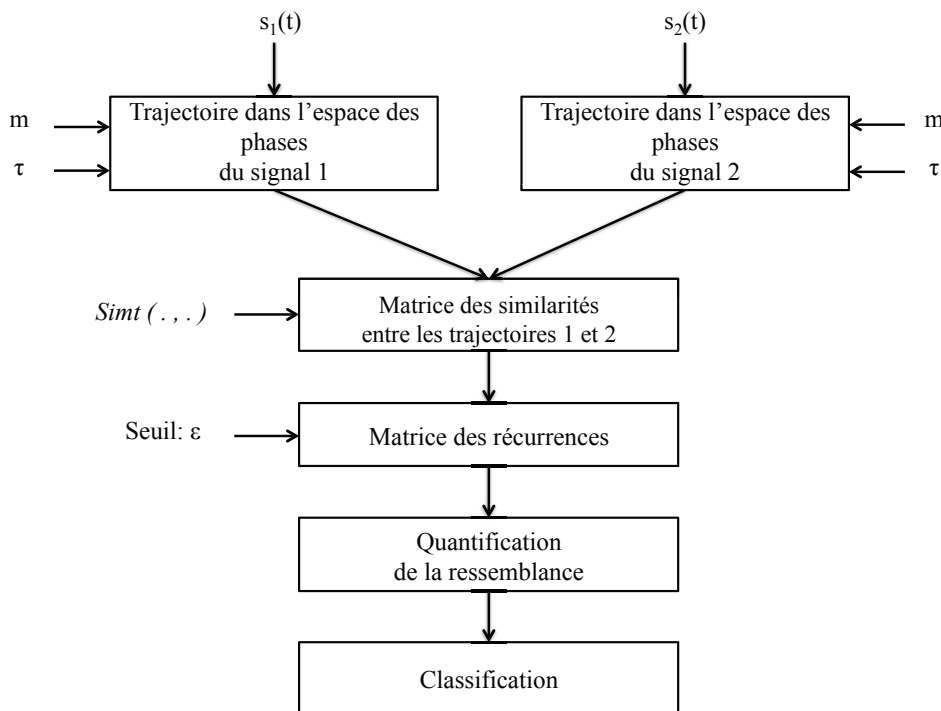 s₁(t)
s₂(t)
Trajectoire dans l’espace des
phases
du signal 1
m
τ
Trajectoire dans l’espace des
phases
du signal 2
m
τ
Simt ( . , . )
Matrice des similarités
entre les trajectoires 1 et 2
Seuil: ε
Matrice des récurrences
Quantification
de la ressemblance
Classification